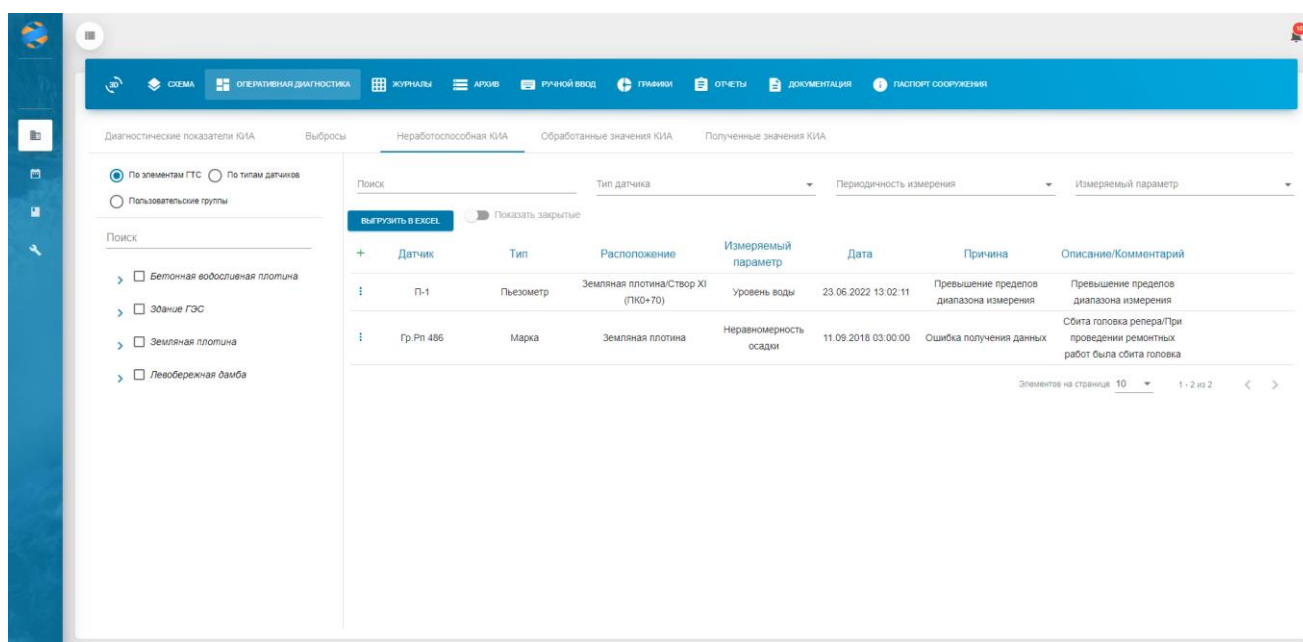 10
3D СХЕМА ОПЕРАТИВНАЯ ДИАГНОСТИКА ЖУРНАЛЫ АРХИВ РУЧНОЙ ВВОД ГРАФИКИ ОТЧЕТЫ ДОКУМЕНТАЦИЯ ПАСПОРТ СООРУЖЕНИЯ
Диагностические показатели КИА Выбросы Неработоспособная КИА Обработанные значения КИА Полученные значения КИА
По элементам ГТС По типам датчиков
Пользовательские группы
Поиск
Бетонная водосливная плотина
Здание ГЭС
Земляная плотина
Левобережная дамба
Поиск Тип датчика Периодичность измерения Измеряемый параметр
ВЫГРУЗИТЬ В EXCEL Показать закрытые
+ Датчик Тип Расположение Измеряемый параметр Дата Причина Описание/Комментарий
П-1 Пьезометр Земляная плотина/Створ XI (ПК0+70) Уровень воды 23.06.2022 13:02:11 Превышение пределов диапазона измерения Превышение пределов диапазона измерения
Гр.Рп 486 Марка Земляная плотина Неравномерность осадки 11.09.2018 03:00:00 Ошибка получения данных Сбита головка репера/При проведении ремонтных работ была сбита головка
Элементов на странице 10 1 - 2 из 2